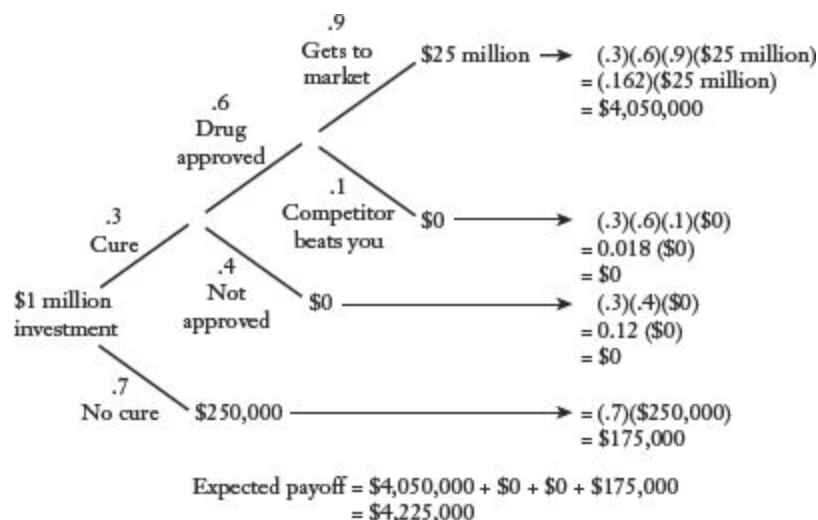 .9
Gets to
market
$25 million
(.3)(.6)(.9)($25 million)
= (.162)($25 million)
= $4,050,000
.6
Drug
approved
.1
Competitor
beats you
$0
(.3)(.6)(.1)($0)
= 0.018 ($0)
= $0
.3
Cure
.4
Not
approved
$0
(.3)(.4)($0)
= 0.12 ($0)
= $0
$1 million
investment
.7
No cure
$250,000
= (.7)($250,000)
= $175,000
Expected payoff = $4,050,000 + $0 + $0 + $175,000
= $4,225,000